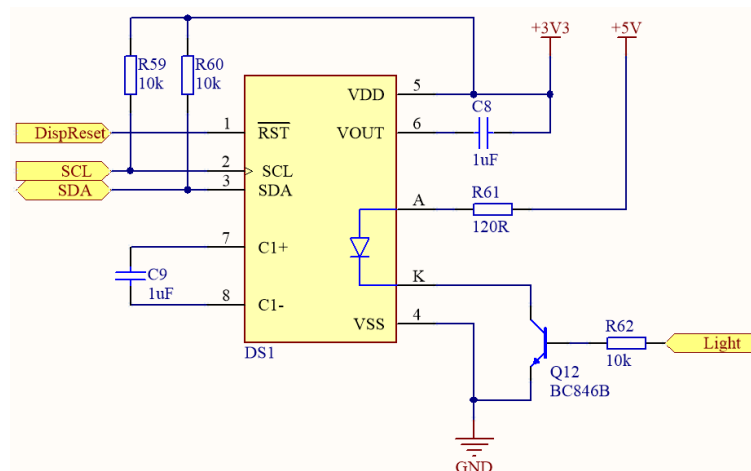 +3V3
+5V
R59
10k
R60
10k
VDD
5
C8
1uF
DispReset
1
RST
VOUT
6
SCL
2
SCL
SDA
3
SDA
A
R61
120R
7
C1+
C9
1uF
K
8
C1-
VSS
4
R62
10k
Light
DS1
Q12
BC846B
GND